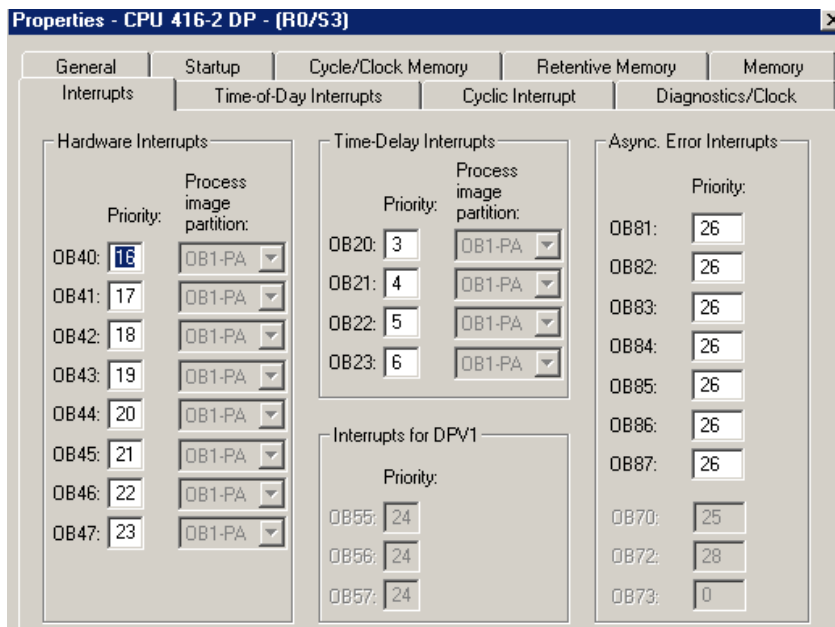 Properties - CPU 416-2 DP - (R0/S3)
General Startup Cycle/Clock Memory Retentive Memory Memory
Interrupts Time-of-Day Interrupts Cyclic Interrupt Diagnostics/Clock
Hardware Interrupts
Priority:
Process
image
partition:
OB40: 16 OB1-PA
OB41: 17 OB1-PA
OB42: 18 OB1-PA
OB43: 19 OB1-PA
OB44: 20 OB1-PA
OB45: 21 OB1-PA
OB46: 22 OB1-PA
OB47: 23 OB1-PA
Time-Delay Interrupts
Priority:
Process
image
partition:
OB20: 3 OB1-PA
OB21: 4 OB1-PA
OB22: 5 OB1-PA
OB23: 6 OB1-PA
Interrupts for DPV1
Priority:
OB55: 24
OB56: 24
OB57: 24
Async. Error Interrupts
Priority:
OB81: 26
OB82: 26
OB83: 26
OB84: 26
OB85: 26
OB86: 26
OB87: 26
OB70: 25
OB72: 28
OB73: 0